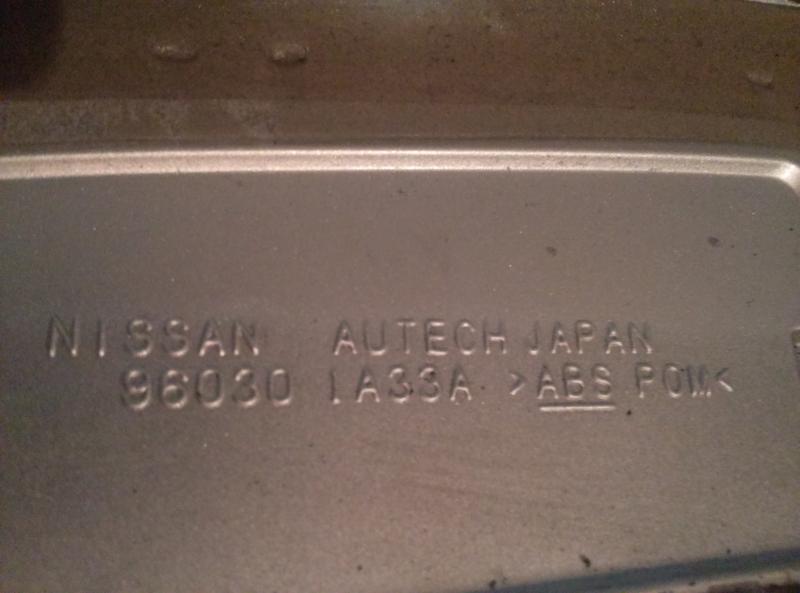 NISSAN AUTECH JAPAN
96030 1A33A >ABS POM<